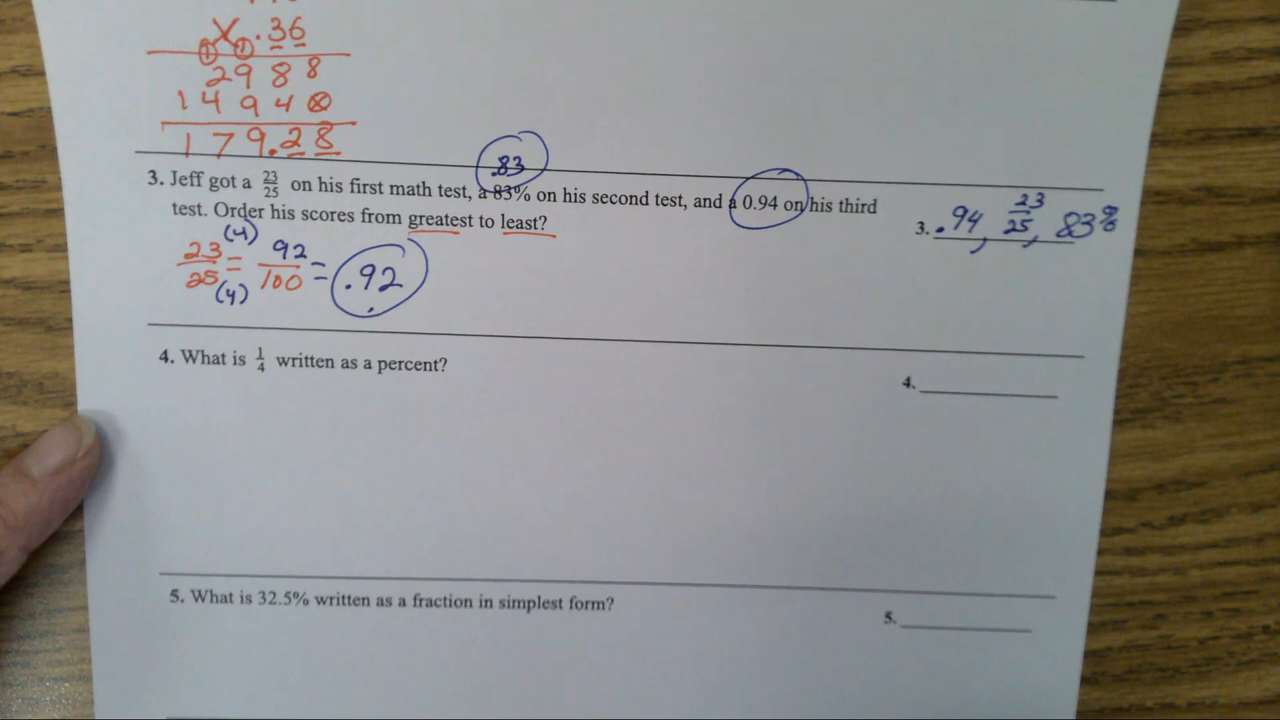 X .36
① ①
2988
1494⊗
179.28
.83
3. Jeff got a 23/25 on his first math test, a 83% on his second test, and a 0.94 on his third
test. Order his scores from greatest to least?
3. .94, 23/25, 83%
23/25 (4)/(4) = 92/100 = .92
4. What is 1/4 written as a percent?
4.
5. What is 32.5% written as a fraction in simplest form?
5.